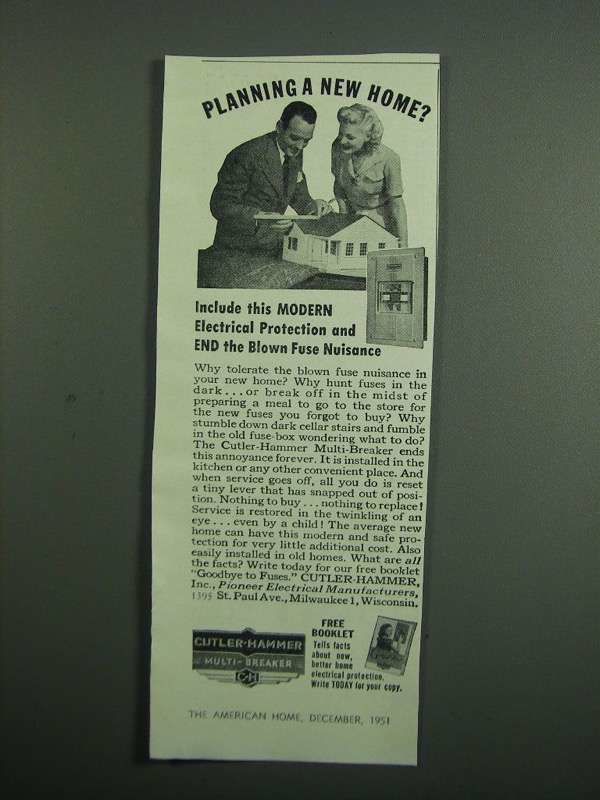 PLANNING A NEW HOME?
Include this MODERN
Electrical Protection and
END the Blown Fuse Nuisance
Why tolerate the blown fuse nuisance in
your new home? Why hunt fuses in the
dark...or break off in the midst of
preparing a meal to go to the store for
the new fuses you forgot to buy? Why
stumble down dark cellar stairs and fumble
in the old fuse-box wondering what to do?
The Cutler-Hammer Multi-Breaker ends
this annoyance forever. It is installed in the
kitchen or any other convenient place. And
when service goes off, all you do is reset
a tiny lever that has snapped out of posi-
tion. Nothing to buy...nothing to replace!
Service is restored in the twinkling of an
eye...even by a child! The average new
home can have this modern and safe pro-
tection for very little additional cost. Also
easily installed in old homes. What are all
the facts? Write today for our free booklet
"Goodbye to Fuses." CUTLER-HAMMER,
Inc., Pioneer Electrical Manufacturers,
1395 St. Paul Ave., Milwaukee 1, Wisconsin.
CUTLER-HAMMER
MULTI-BREAKER
C-H
FREE
BOOKLET
Tells facts
about new,
better home
electrical protection.
Write TODAY for your copy.
THE AMERICAN HOME, DECEMBER, 1951